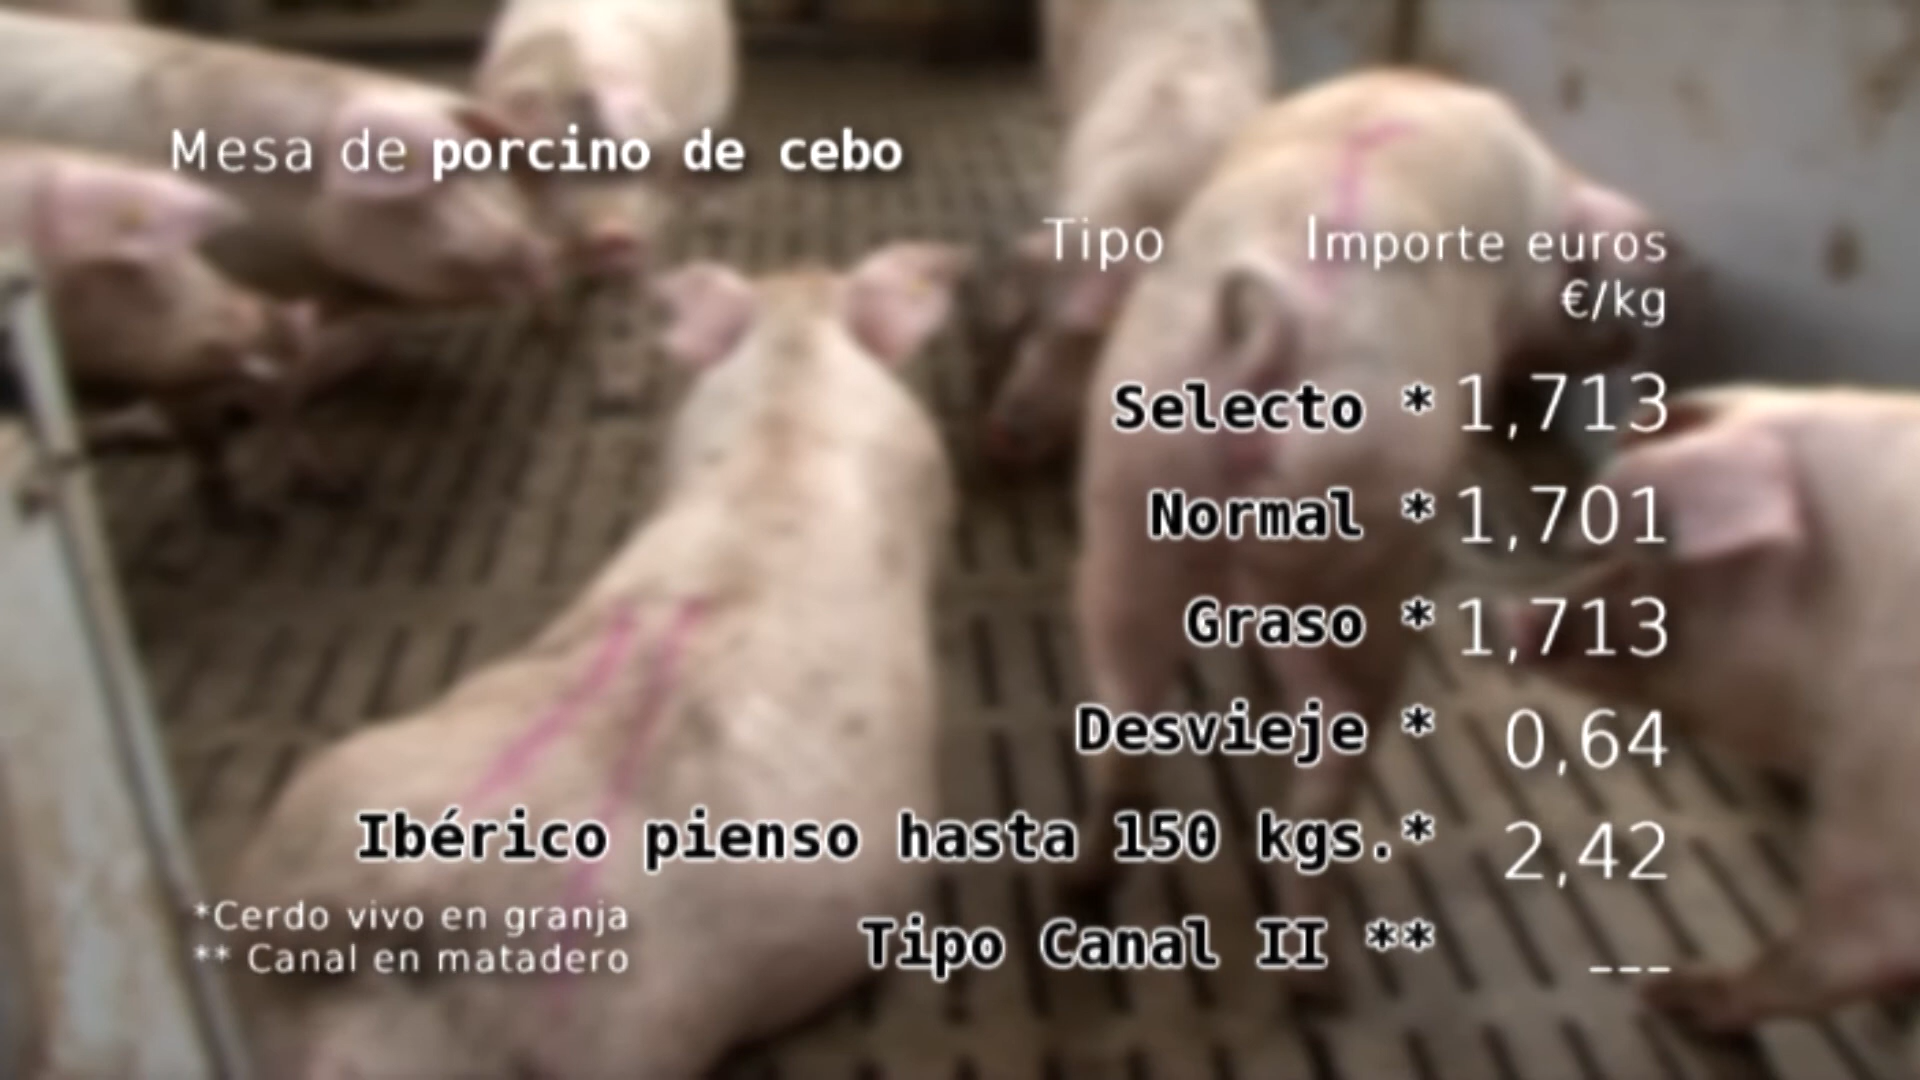 Mesa de porcino de cebo
Tipo Importe euros
€/kg
Selecto * 1,713
Normal * 1,701
Graso * 1,713
Desvieje * 0,64
Ibérico pienso hasta 150 kgs.* 2,42
Tipo Canal II ** ---
*Cerdo vivo en granja
** Canal en matadero